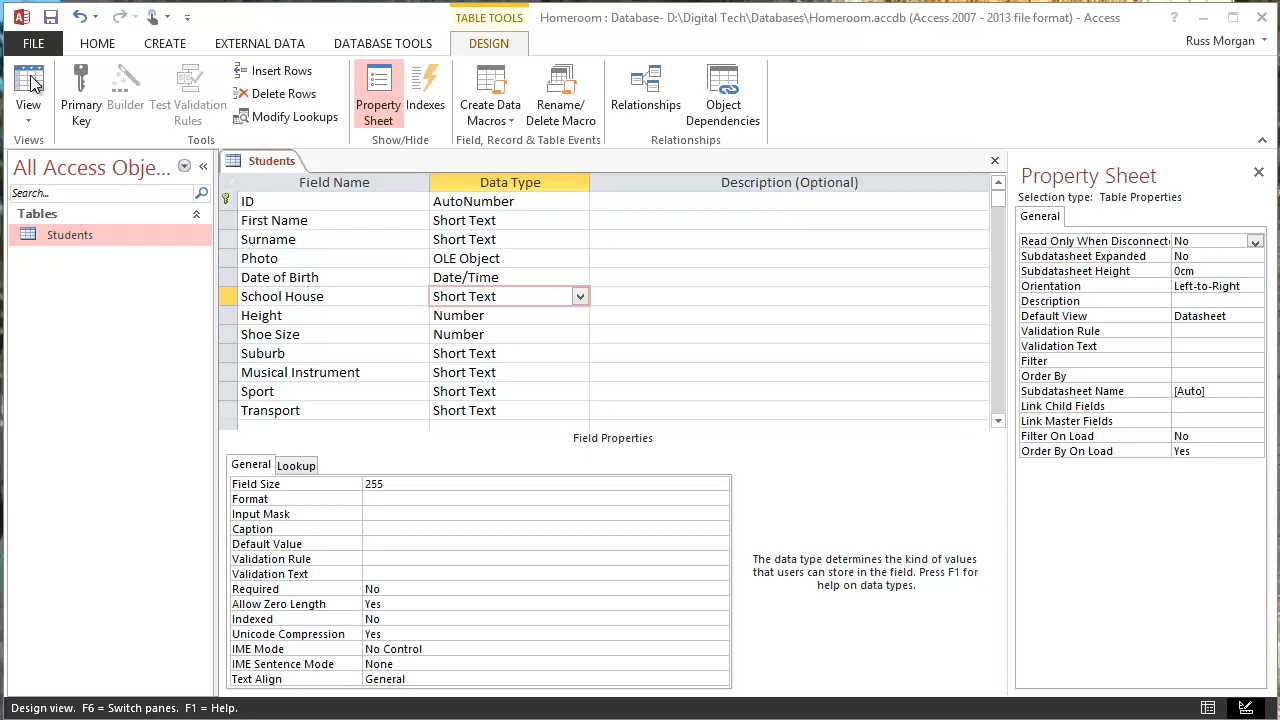 TABLE TOOLS
Homeroom : Database- D:\Digital Tech\Databases\Homeroom.accdb (Access 2007 - 2013 file format) - Access
FILE HOME CREATE EXTERNAL DATA DATABASE TOOLS DESIGN
Russ Morgan
View
Primary Key
Builder
Test Validation Rules
Insert Rows
Delete Rows
Modify Lookups
Property Sheet
Indexes
Create Data Macros
Rename/ Delete Macro
Relationships
Object Dependencies
Views Tools Show/Hide Field, Record & Table Events Relationships
All Access Obje...
Search...
Tables
Students
Students
Field Name Data Type Description (Optional)
ID AutoNumber
First Name Short Text
Surname Short Text
Photo OLE Object
Date of Birth Date/Time
School House Short Text
Height Number
Shoe Size Number
Suburb Short Text
Musical Instrument Short Text
Sport Short Text
Transport Short Text
Field Properties
General Lookup
Field Size 255
Format
Input Mask
Caption
Default Value
Validation Rule
Validation Text
Required No
Allow Zero Length Yes
Indexed No
Unicode Compression Yes
IME Mode No Control
IME Sentence Mode None
Text Align General
The data type determines the kind of values
that users can store in the field. Press F1 for
help on data types.
Property Sheet
Selection type: Table Properties
General
Read Only When Disconnecte No
Subdatasheet Expanded No
Subdatasheet Height 0cm
Orientation Left-to-Right
Description
Default View Datasheet
Validation Rule
Validation Text
Filter
Order By
Subdatasheet Name [Auto]
Link Child Fields
Link Master Fields
Filter On Load No
Order By On Load Yes
Design view. F6 = Switch panes. F1 = Help.